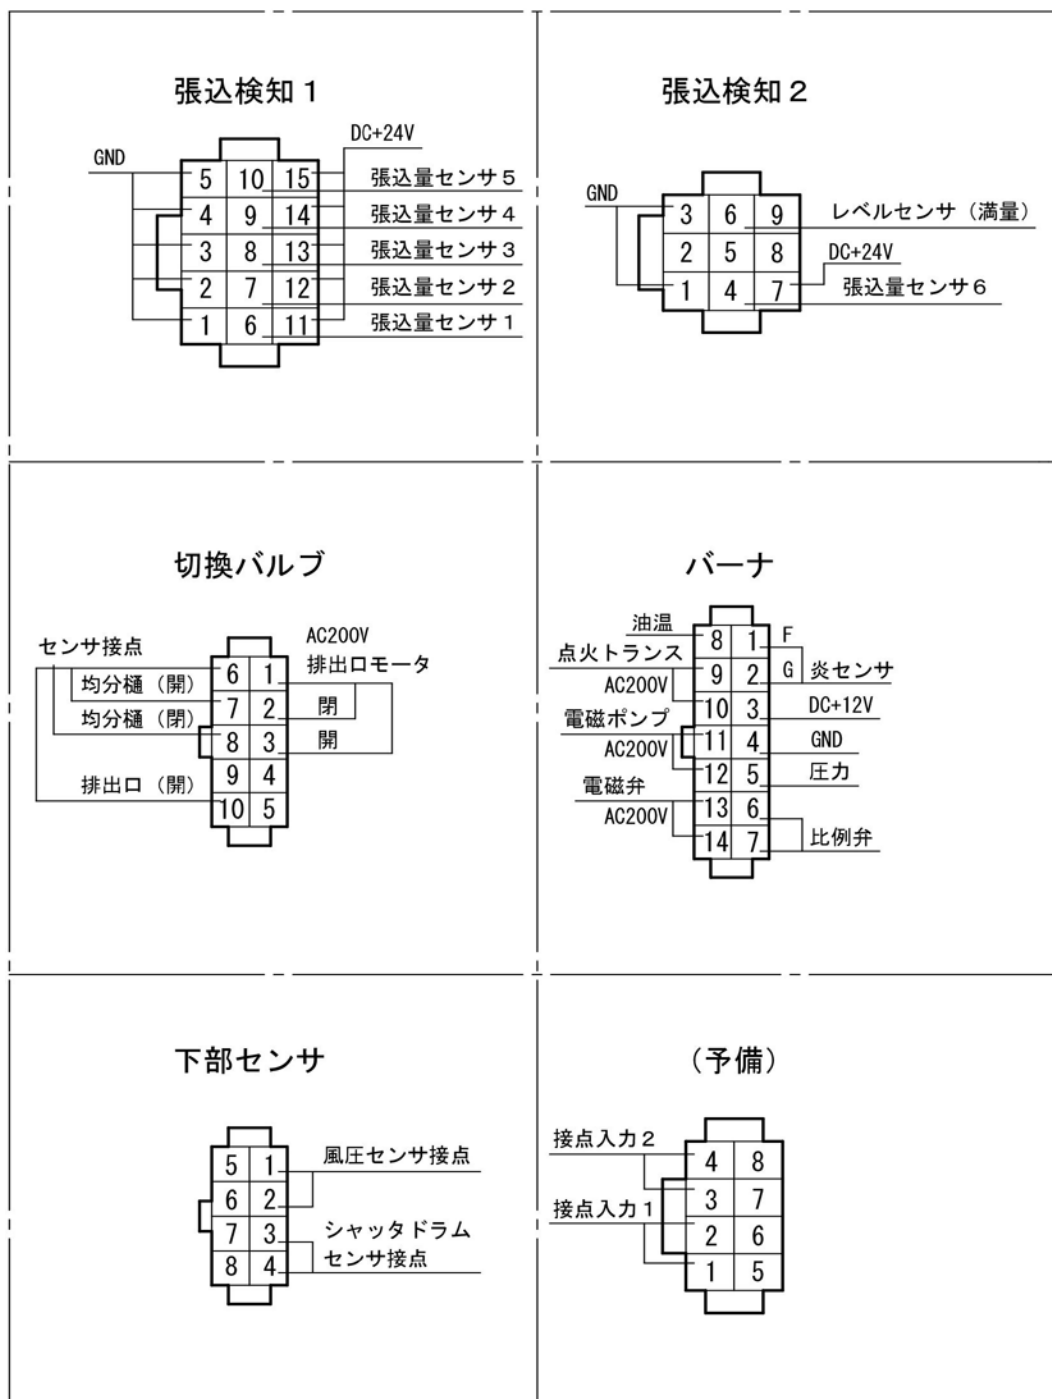 張込検知１
GND
DC+24V
5 10 15 張込量センサ５
4 9 14 張込量センサ４
3 8 13 張込量センサ３
2 7 12 張込量センサ２
1 6 11 張込量センサ１
張込検知２
GND
3 6 9 レベルセンサ（満量）
2 5 8 DC+24V
1 4 7 張込量センサ６
切換バルブ
センサ接点
AC200V
排出口モータ
6 1
均分樋（開）
7 2 閉
均分樋（閉）
8 3 開
9 4
排出口（開）
10 5
バーナ
油温 8 1 F
点火トランス 9 2 G 炎センサ
AC200V 10 3 DC+12V
電磁ポンプ 11 4 GND
AC200V 12 5 圧力
電磁弁 13 6
AC200V 14 7 比例弁
下部センサ
5 1 風圧センサ接点
6 2
7 3 シャッタドラム
8 4 センサ接点
(予備)
接点入力２ 4 8
3 7
接点入力１ 2 6
1 5